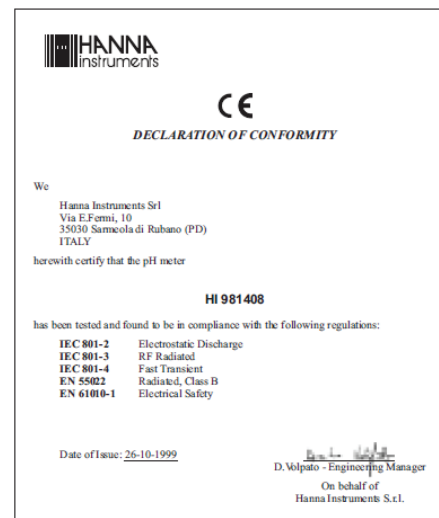 HANNA
instruments
CE
DECLARATION OF CONFORMITY
We
Hanna Instruments Srl
Via E.Fermi, 10
35030 Sarmeola di Rubano (PD)
ITALY
herewith certify that the pH meter
HI 981408
has been tested and found to be in compliance with the following regulations:
IEC 801-2 Electrostatic Discharge
IEC 801-3 RF Radiated
IEC 801-4 Fast Transient
EN 55022 Radiated, Class B
EN 61010-1 Electrical Safety
Date of Issue: 26-10-1999
D.Volpato - Engineering Manager
On behalf of
Hanna Instruments S.r.l.